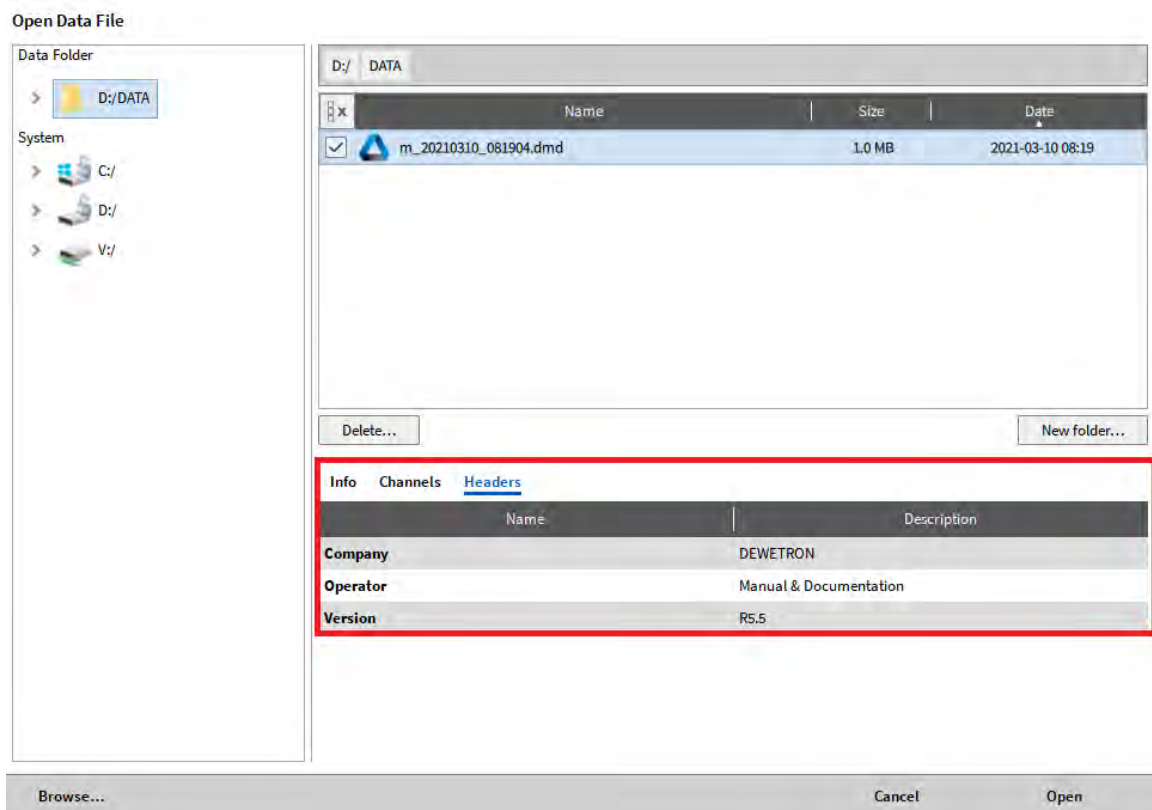 Open Data File
Data Folder
D:/DATA
System
C:/
D:/
V:/
D:/ DATA
x Name Size Date
m_20210310_081904.dmd 1.0 MB 2021-03-10 08:19
Delete... New folder...
Info Channels Headers
Name Description
Company DEWETRON
Operator Manual & Documentation
Version R5.5
Browse... Cancel Open